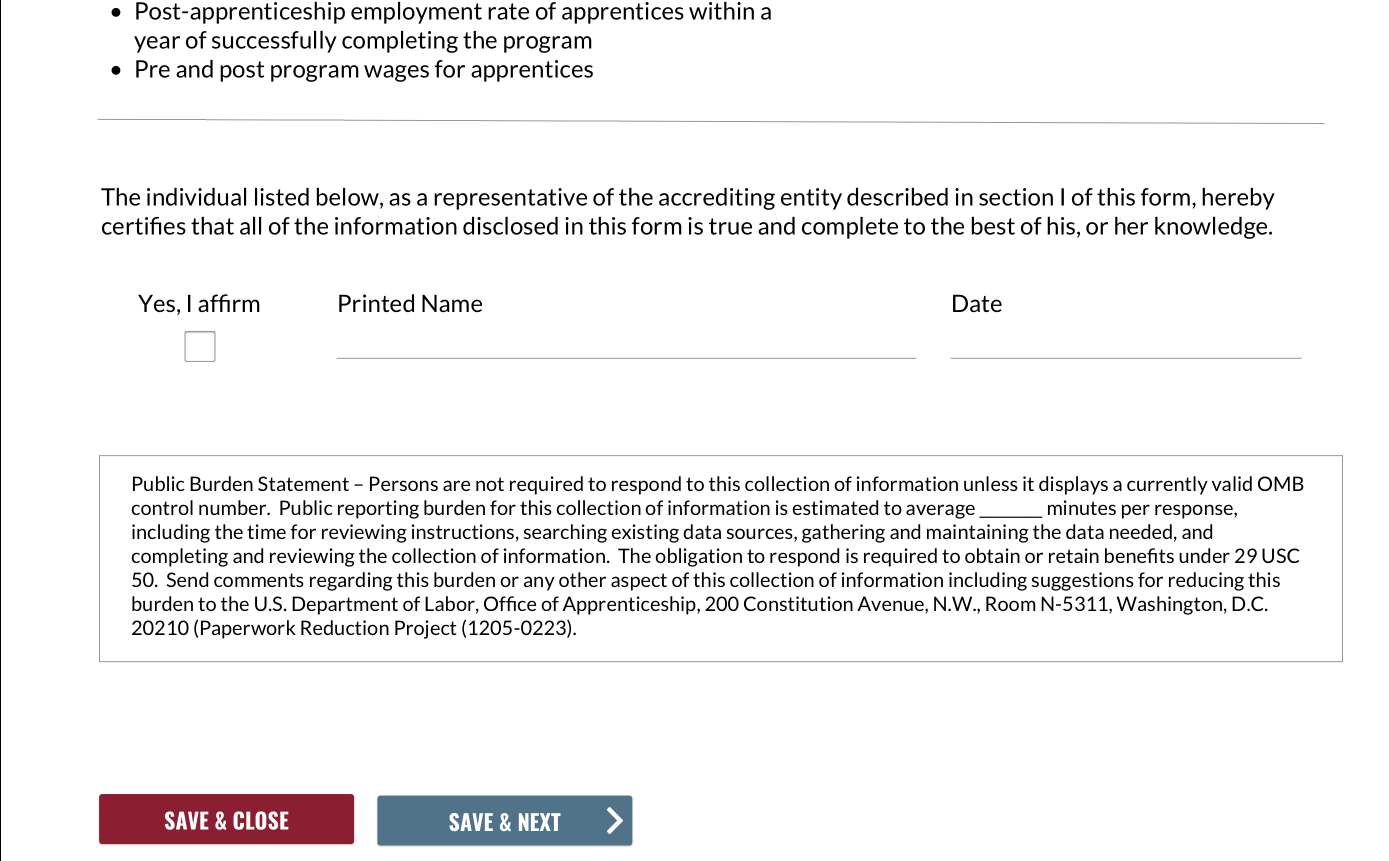 • Post-apprenticeship employment rate of apprentices within a
year of successfully completing the program
• Pre and post program wages for apprentices
The individual listed below, as a representative of the accrediting entity described in section I of this form, hereby
certifies that all of the information disclosed in this form is true and complete to the best of his, or her knowledge.
Yes, I affirm Printed Name Date
Public Burden Statement – Persons are not required to respond to this collection of information unless it displays a currently valid OMB
control number.  Public reporting burden for this collection of information is estimated to average _______ minutes per response,
including the time for reviewing instructions, searching existing data sources, gathering and maintaining the data needed, and
completing and reviewing the collection of information.  The obligation to respond is required to obtain or retain benefits under 29 USC
50.  Send comments regarding this burden or any other aspect of this collection of information including suggestions for reducing this
burden to the U.S. Department of Labor, Office of Apprenticeship, 200 Constitution Avenue, N.W., Room N-5311, Washington, D.C.
20210 (Paperwork Reduction Project (1205-0223).
SAVE & CLOSE SAVE & NEXT